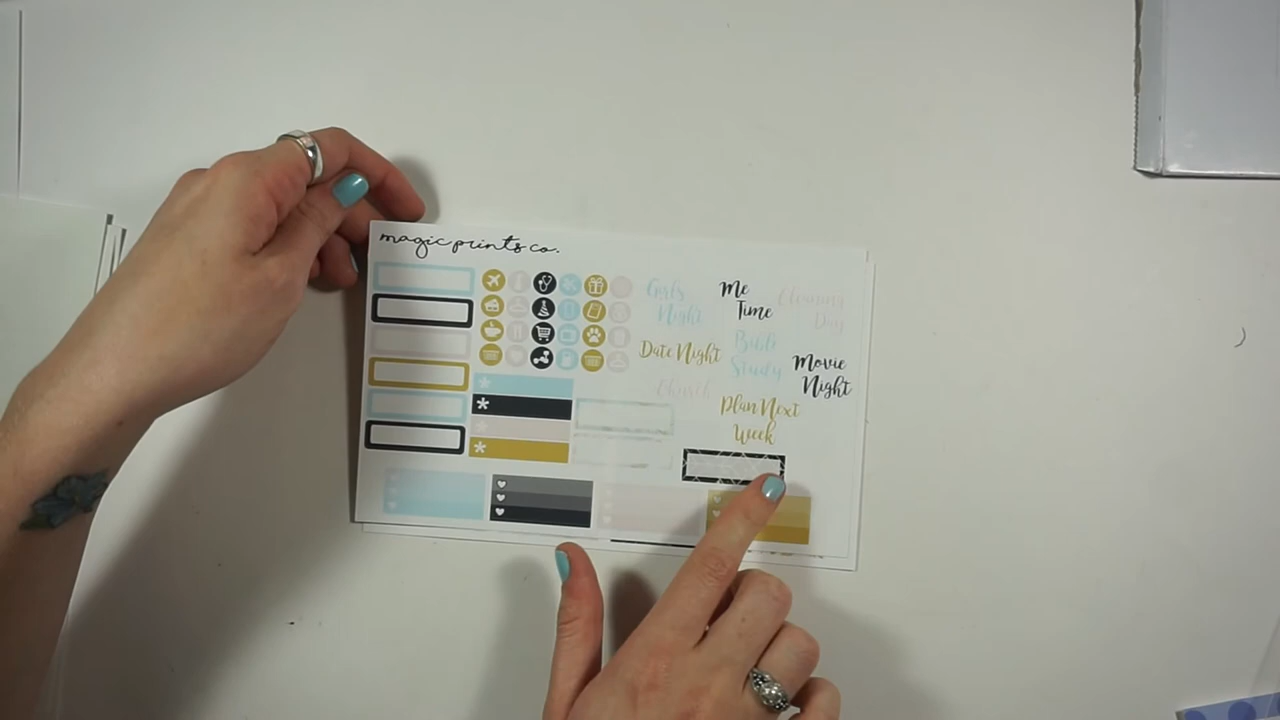 magic prints co.
Girls
Night
Me
Time
Cleaning
Day
Date Night
Bible
Study
Movie
Night
Church
Plan Next
Week